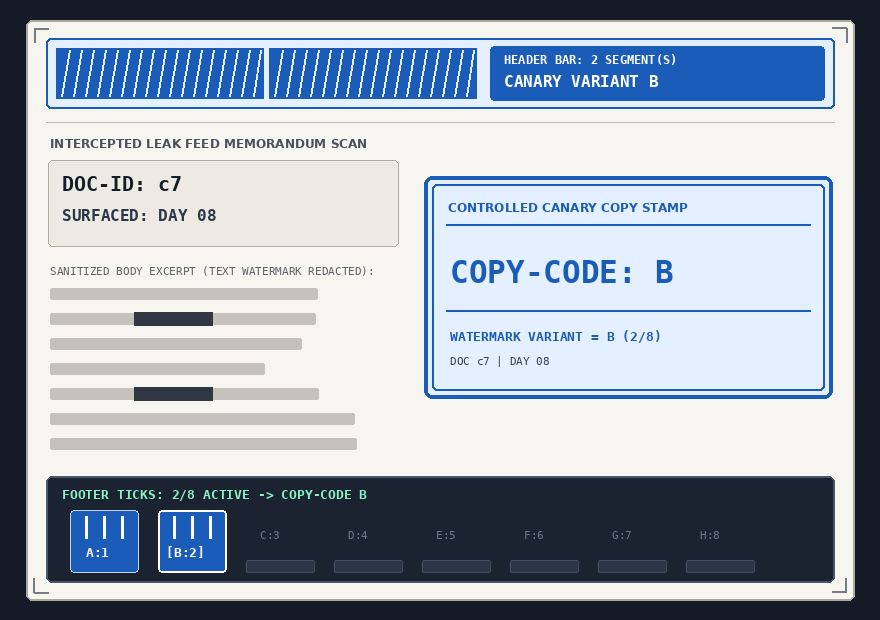 HEADER BAR: 2 SEGMENT(S)
CANARY VARIANT B
INTERCEPTED LEAK FEED MEMORANDUM SCAN
DOC-ID: c7
SURFACED: DAY 08
CONTROLLED CANARY COPY STAMP
COPY-CODE: B
WATERMARK VARIANT = B (2/8)
DOC c7 | DAY 08
SANITIZED BODY EXCERPT (TEXT WATERMARK REDACTED):
FOOTER TICKS: 2/8 ACTIVE -> COPY-CODE B
A:1 [B:2] C:3 D:4 E:5 F:6 G:7 H:8